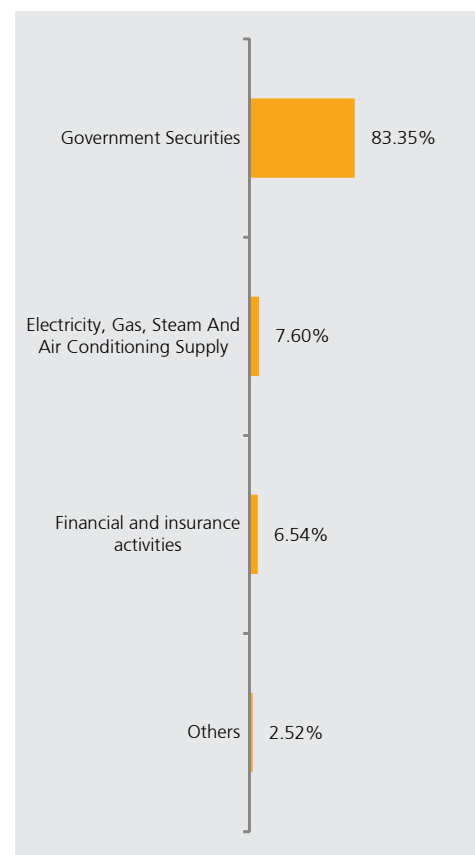 Government Securities
83.35%
Electricity, Gas, Steam And
Air Conditioning Supply
7.60%
Financial and insurance
activities
6.54%
Others
2.52%